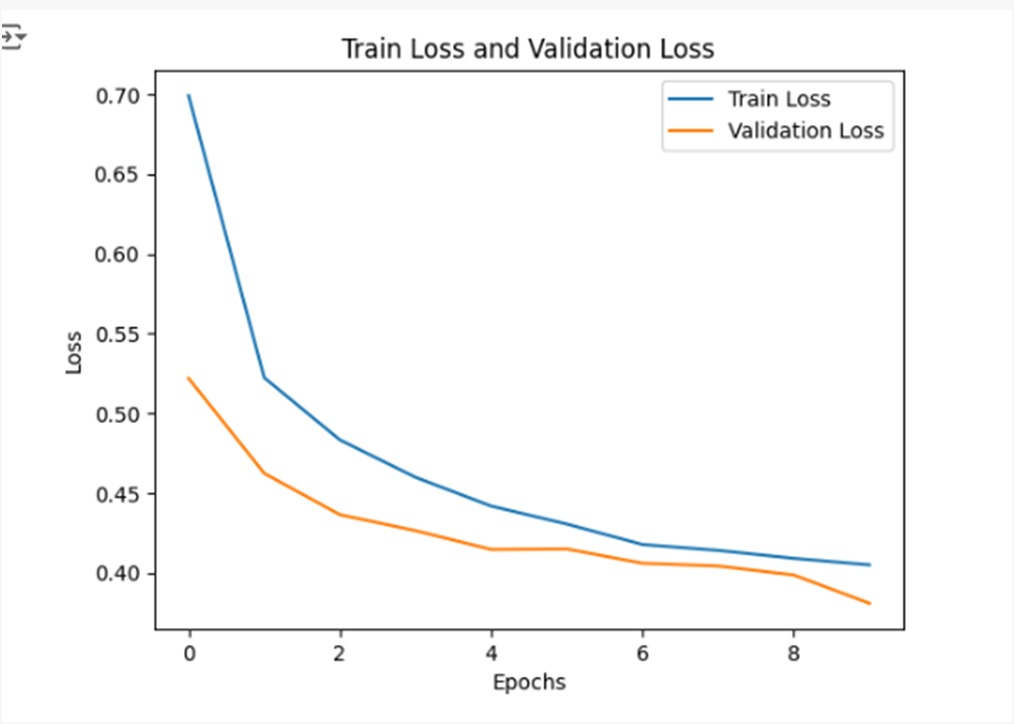 Train Loss and Validation Loss
Train Loss
Validation Loss
0.70
0.65
0.60
0.55
0.50
0.45
0.40
Loss
0 2 4 6 8
Epochs